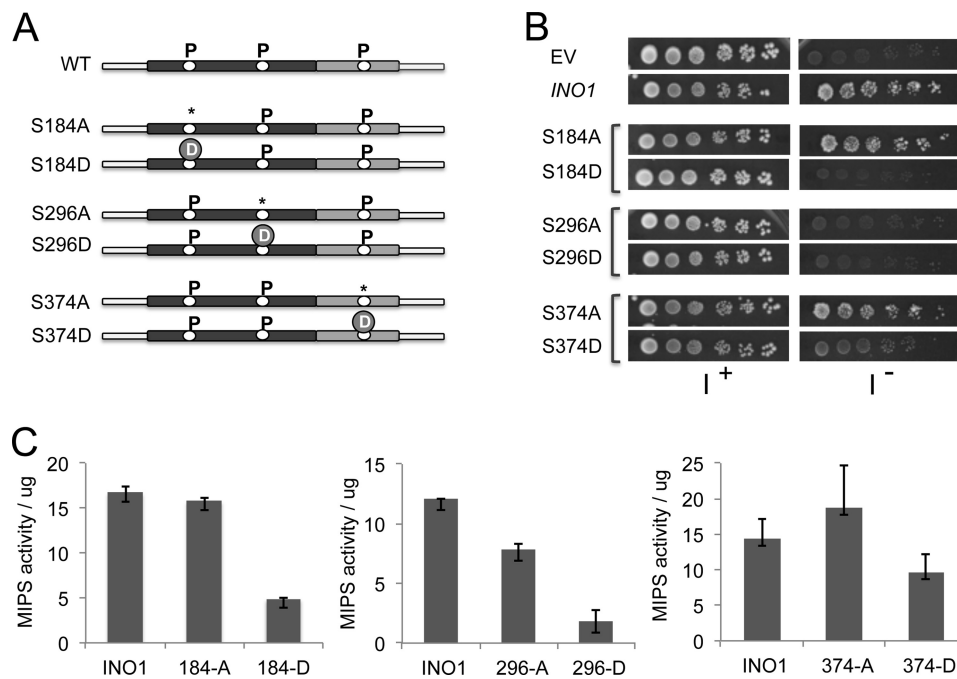 A
P P P
WT
*
S184A P P
D
S184D P P
*
S296A P P
D
S296D P P
*
S374A P P
D
S374D P P
B
EV
INO1
S184A
S184D
S296A
S296D
S374A
S374D
I + I -
C
MIPS activity / ug
20
15
10
5
0
INO1 184-A 184-D
MIPS activity / ug
15
10
5
0
INO1 296-A 296-D
MIPS activity / ug
25
20
15
10
5
0
INO1 374-A 374-D